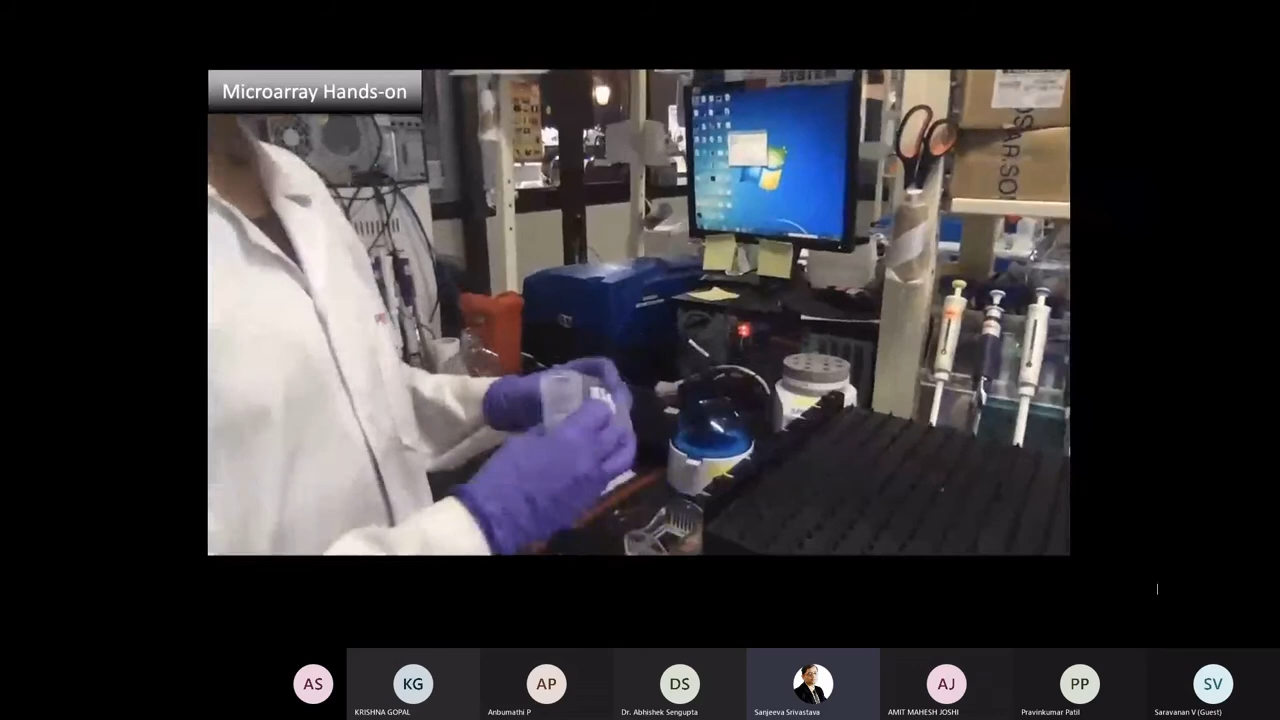 Microarray Hands-on
SYSTEM
AS
KG
AP
DS
AJ
PP
SV
KRISHNA GOPAL
Anbumathi P
Dr. Abhishek Sengupta
Sanjeeva Srivastava
AMIT MAHESH JOSHI
Pravinkumar Patil
Saravanan V (Guest)